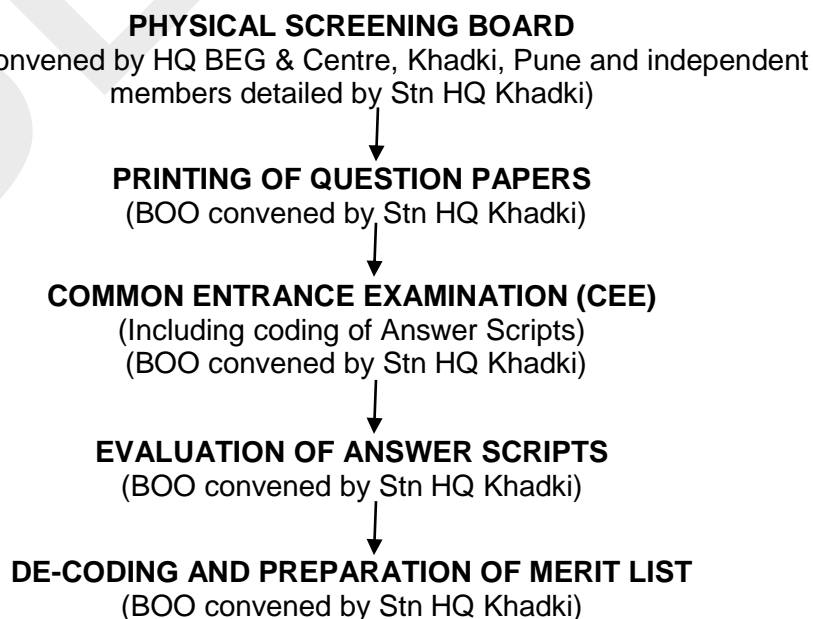 PHYSICAL SCREENING BOARD
onvened by HQ BEG & Centre, Khadki, Pune and independent
members detailed by Stn HQ Khadki)
PRINTING OF QUESTION PAPERS
(BOO convened by Stn HQ Khadki)
COMMON ENTRANCE EXAMINATION (CEE)
(Including coding of Answer Scripts)
(BOO convened by Stn HQ Khadki)
EVALUATION OF ANSWER SCRIPTS
(BOO convened by Stn HQ Khadki)
DE-CODING AND PREPARATION OF MERIT LIST
(BOO convened by Stn HQ Khadki)